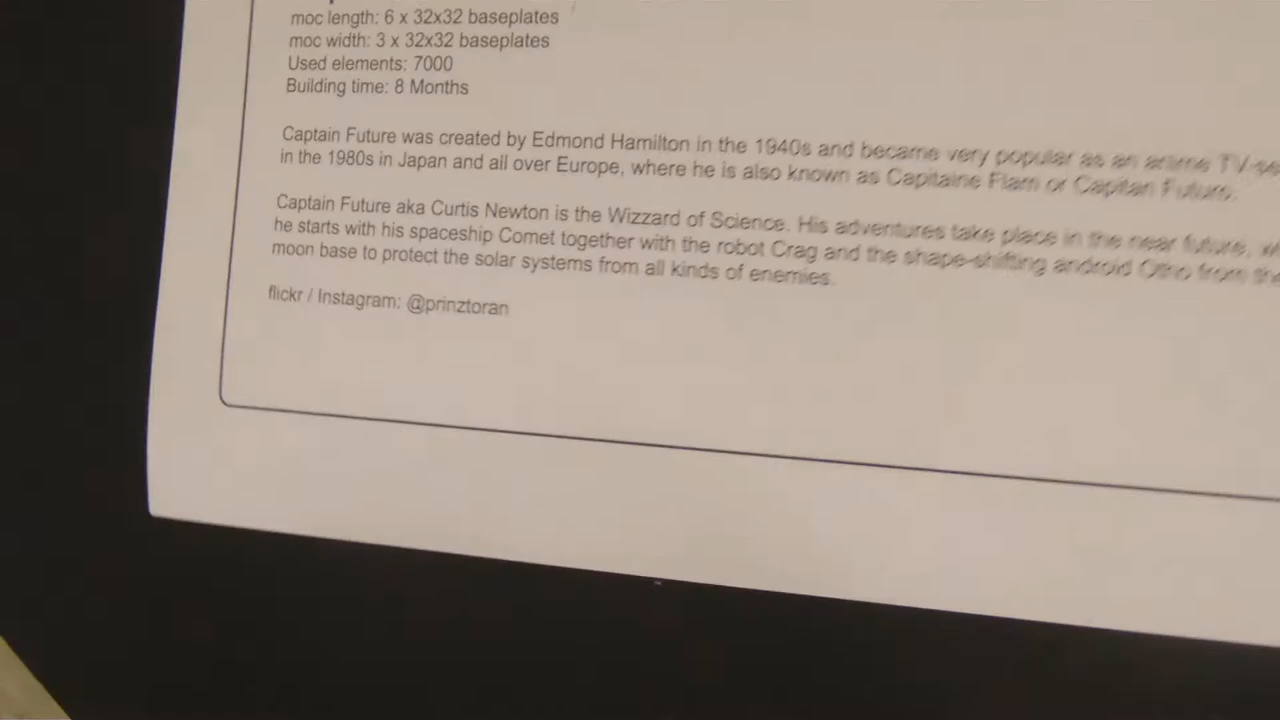 moc length: 6 x 32x32 baseplates
moc width: 3 x 32x32 baseplates
Used elements: 7000
Building time: 8 Months
Captain Future was created by Edmond Hamilton in the 1940s and became very popular as an anime TV-se
in the 1980s in Japan and all over Europe, where he is also known as Capitaine Flam or Capitan Futuro.
Captain Future aka Curtis Newton is the Wizzard of Science. His adventures take place in the near future,
he starts with his spaceship Comet together with the robot Crag and the shape-shifting android Otho from the
moon base to protect the solar systems from all kinds of enemies.
flickr / Instagram: @prinztoran